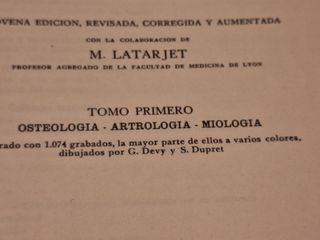 OVENA EDICION, REVISADA, CORREGIDA Y AUMENTADA
CON LA COLABORACION DE
M. LATARJET
PROFESOR AGREGADO DE LA FACULTAD DE MEDICINA DE LYON
TOMO PRIMERO
OSTEOLOGIA - ARTROLOGIA - MIOLOGIA
rado con 1.074 grabados, la mayor parte de ellos a varios colores,
dibujados por G. Devy y S. Dupret